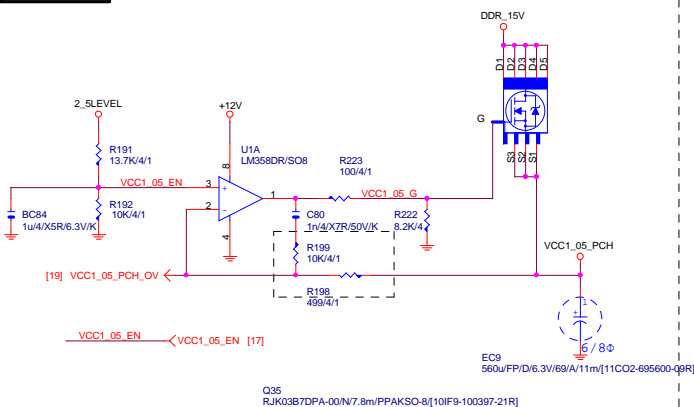 DDR_15V
D1
D2
D3
D4
D5
G
S3
S2
S1
2_5LEVEL
+12V
R191
13.7K/4/1
U1A
LM358DR/SO8
R223
100/4/1
VCC1_05_EN
3
+
8
1
VCC1_05_G
2
-
4
BC84
1u/4/X5R/6.3V/K
R192
10K/4/1
C80
1n/4/X7R/50V/K
R222
8.2K/4
R199
10K/4/1
VCC1_05_PCH
[19] VCC1_05_PCH_OV
R198
499/4/1
1
+
6/8Φ
VCC1_05_EN
VCC1_05_EN [17]
EC9
560u/FP/D/6.3V/69/A/11m/[11CO2-695600-09R]
Q35
RJK03B7DPA-00/N/7.8m/PPAKSO-8/[10IF9-100397-21R]